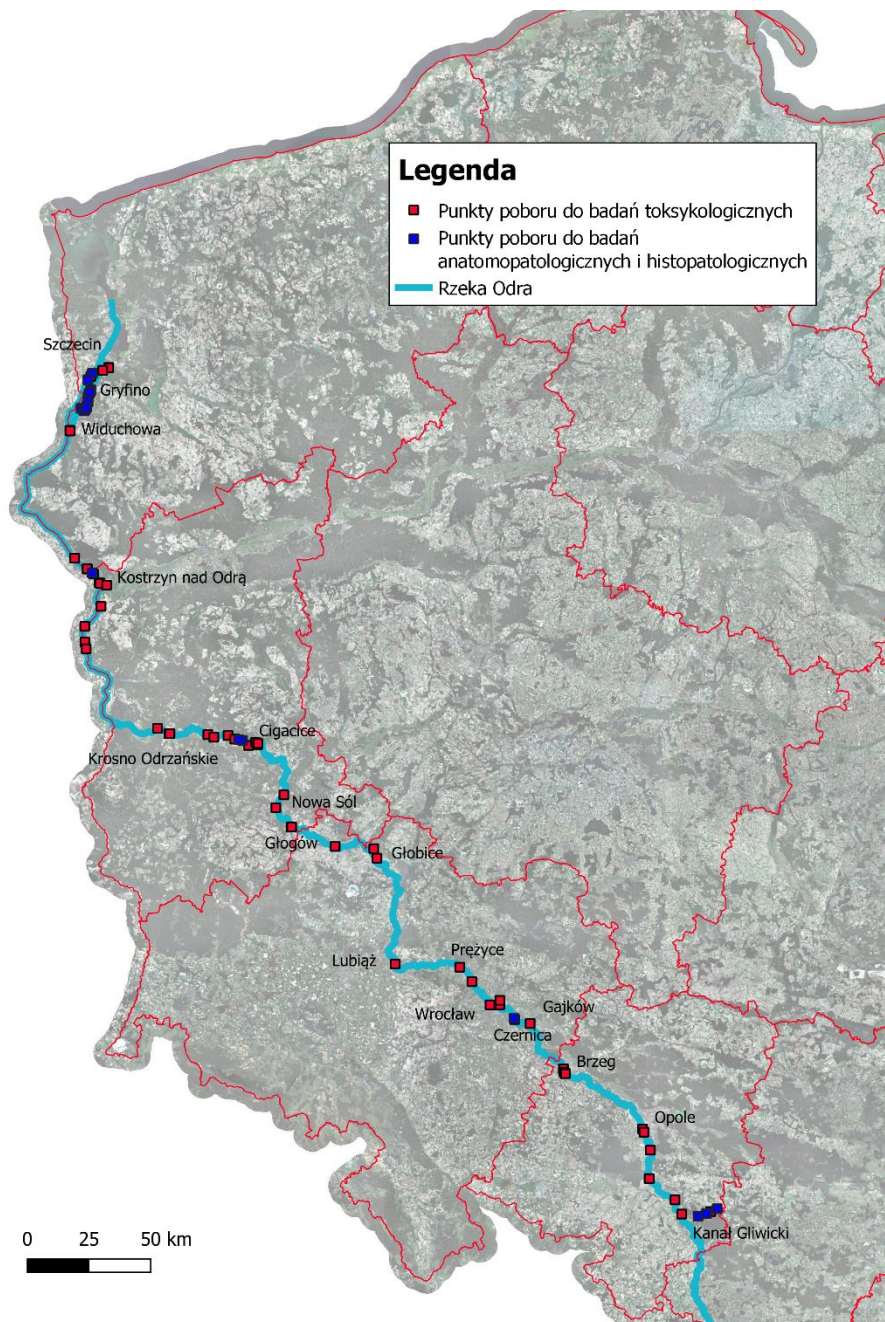 Legenda
Punkty poboru do badań toksykologicznych
Punkty poboru do badań
anatomopatologicznych i histopatologicznych
Rzeka Odra
Szczecin
Gryfino
Widuchowa
Kostrzyn nad Odrą
Cigacice
Krosno Odrzańskie
Nowa Sól
Głogów
Głobice
Lubiąż
Prężyce
Wrocław
Gajków
Czernica
Brzeg
Opole
Kanał Gliwicki
0 25 50 km